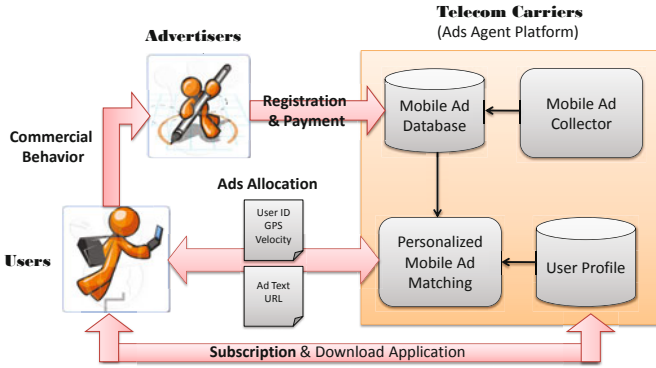 Telecom Carriers
(Ads Agent Platform)
Advertisers
Registration
& Payment
Mobile Ad
Database
Mobile Ad
Collector
Commercial
Behavior
Ads Allocation
User ID
GPS
Velocity
Users
Personalized
Mobile Ad
Matching
User Profile
Ad Text
URL
Subscription & Download Application